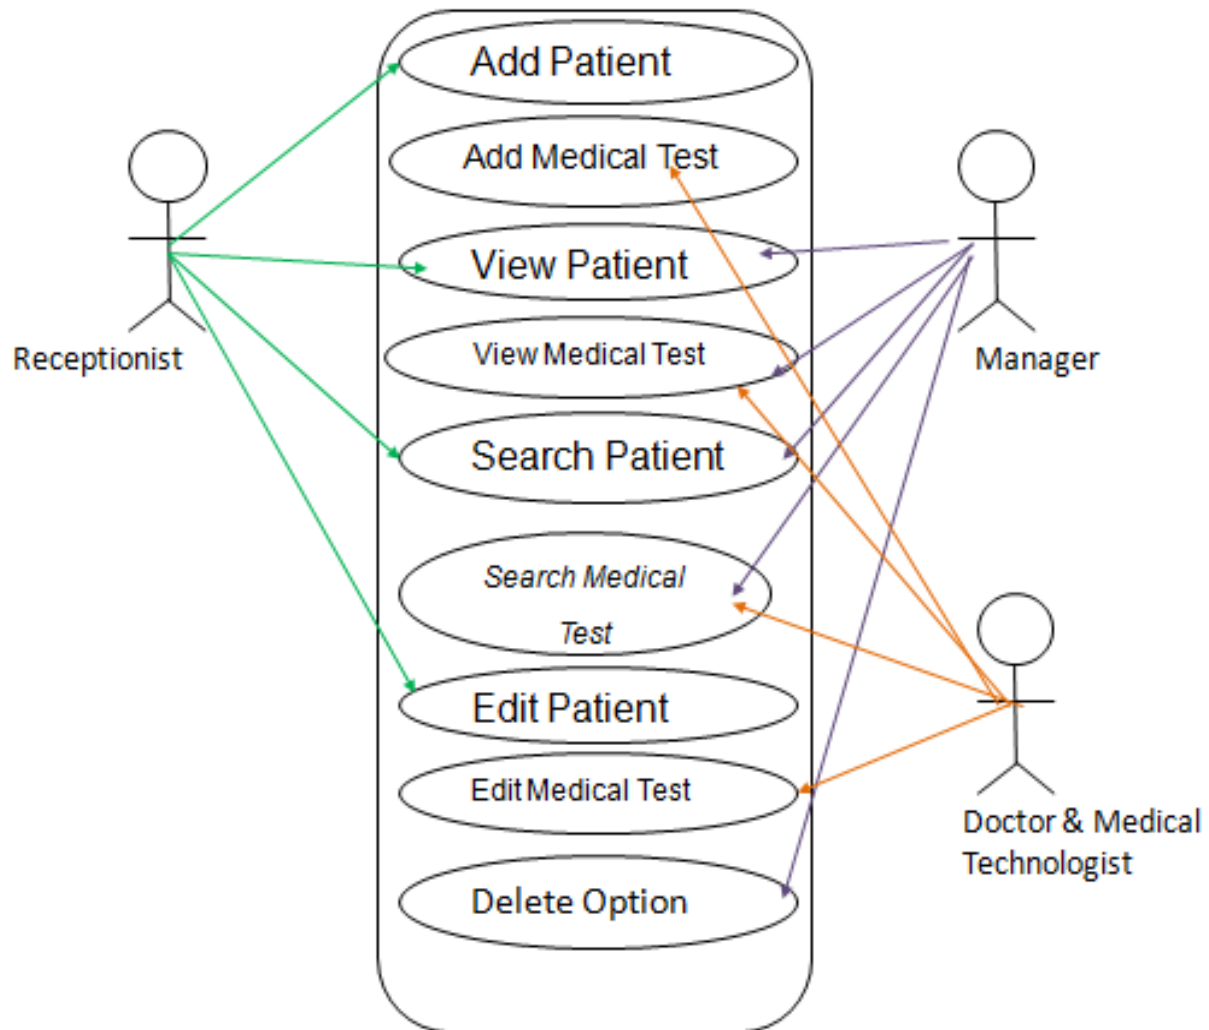 Add Patient
Add Medical Test
View Patient
View Medical Test
Search Patient
Search Medical
Test
Edit Patient
Edit Medical Test
Delete Option
Receptionist
Manager
Doctor & Medical
Technologist